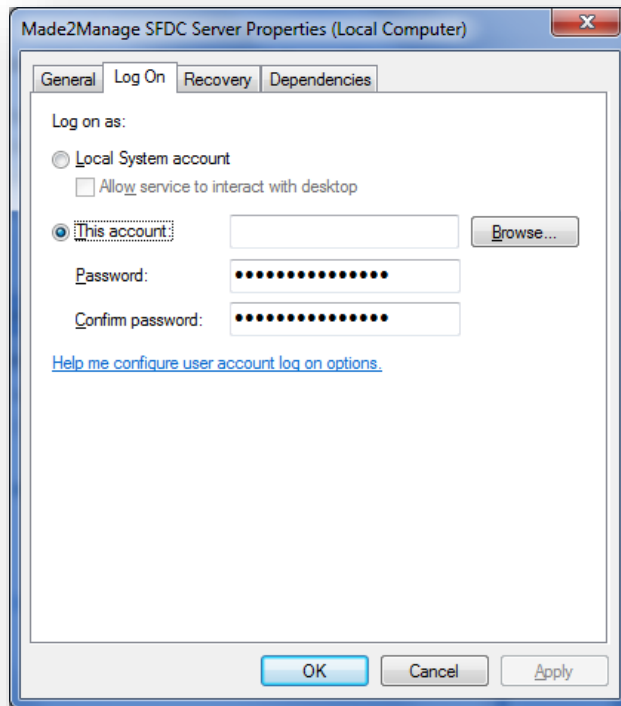 Made2Manage SFDC Server Properties (Local Computer)
General Log On Recovery Dependencies
Log on as:
Local System account
Allow service to interact with desktop
This account: Browse...
Password: ●●●●●●●●●●●●●●●
Confirm password: ●●●●●●●●●●●●●●●
Help me configure user account log on options.
OK Cancel Apply